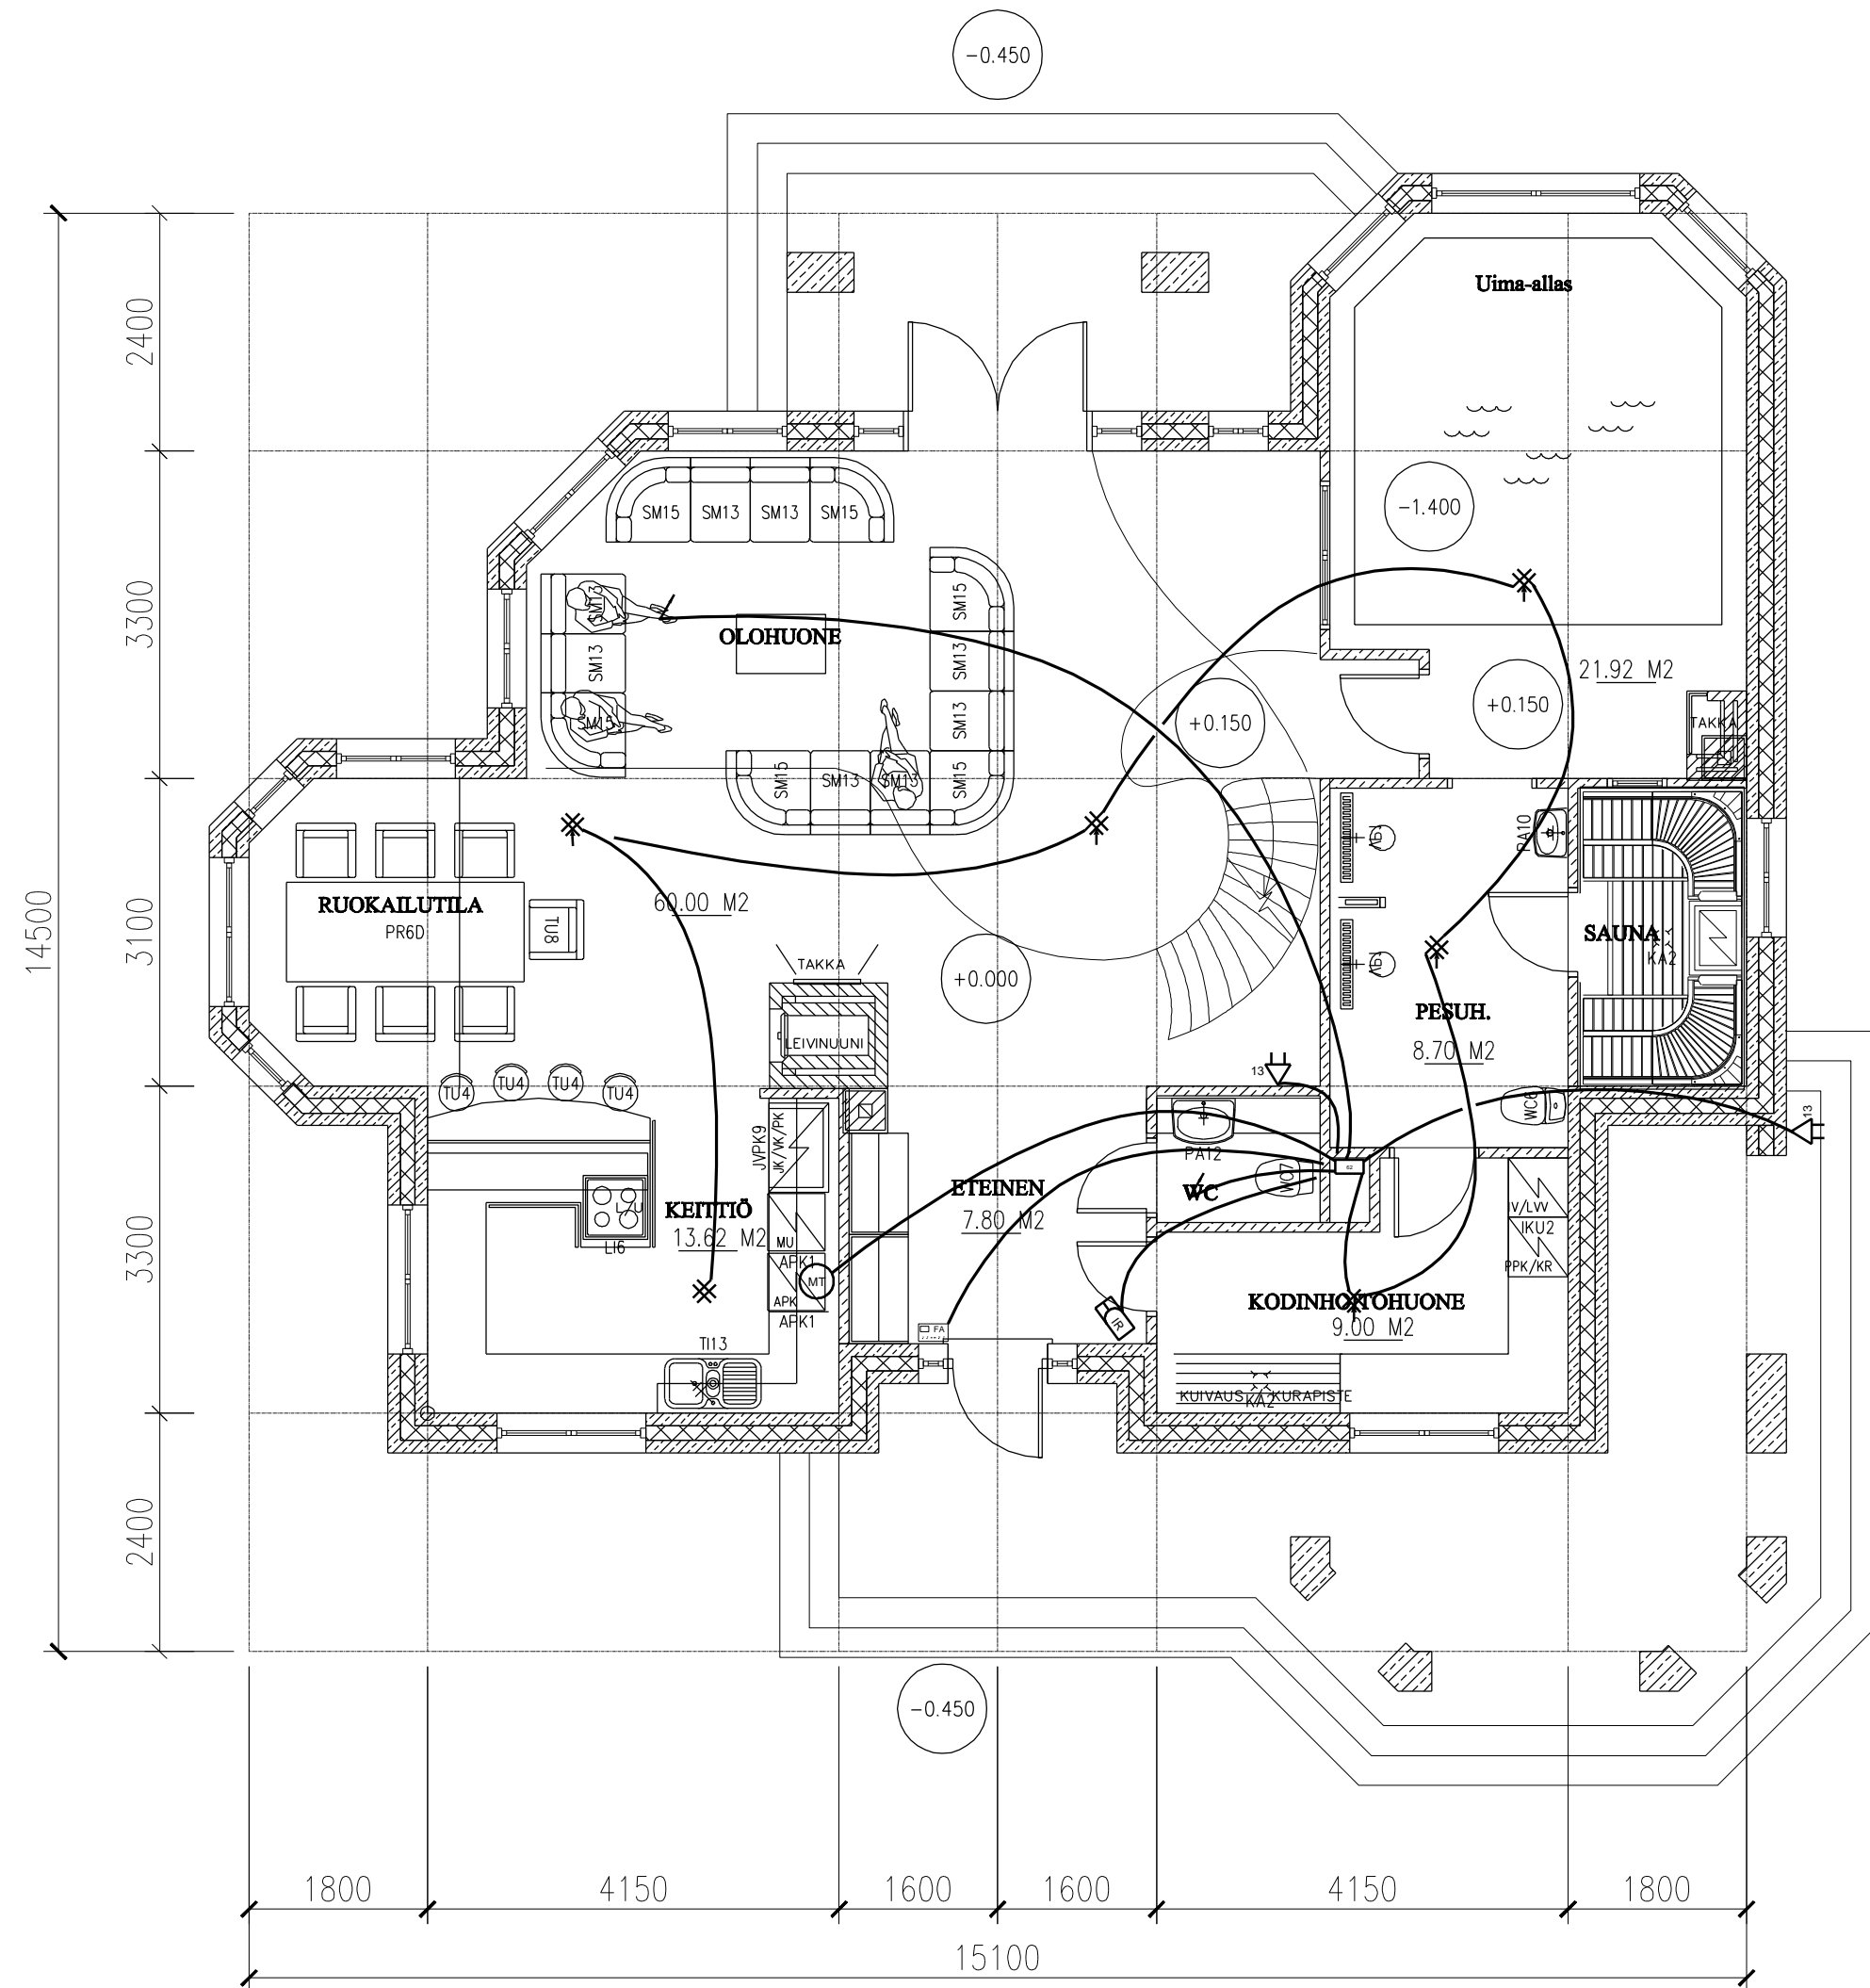 -0.450
Uima-allas
2400
SM15 SM13 SM13 SM15
-1.400
SM13
SM15
3300
OLOHUONE
SM13
SM13
21.92 M2
+0.150
+0.150
SM15
SM13
TAKKA
SM15
SM13
SM13
SM15
PA10
14500
3100
RUOKAILUTILA
PR6D
60.00 M2
TU8
SAUNA
KA2
TAKKA
+0.000
LEIVINUUNI
PESUH.
8.70 M2
13
TU4
TU4
TU4
TU4
WC6
13
JVPK9
JK/VK/PK
PA12
62
WC7
ETEINEN
WC
7.80 M2
3300
L/U
LI6
KEITTIÖ
13.62 M2
MU
APK1
MT
APK
APK1
IV/LVV
IKU2
PPK/KR
KODINHOITOHUONE
9.00 M2
FA
IR
TI13
KUIVAUS
KURAPISTE
KA2
2400
-0.450
1800
4150
1600
1600
4150
1800
15100